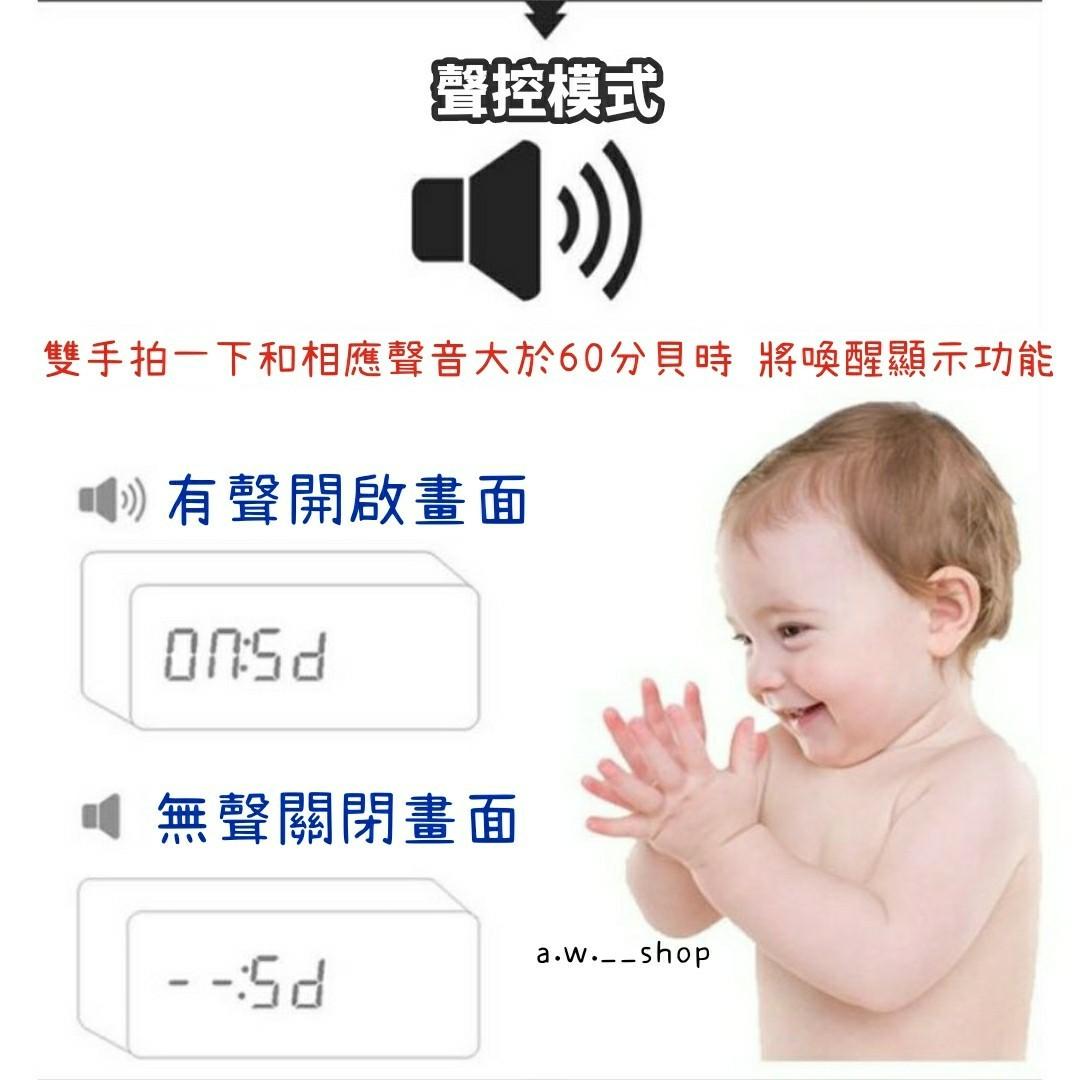 聲控模式
雙手拍一下和相應聲音大於60分貝時 將喚醒顯示功能
有聲開啟畫面
ON:Sd
無聲關閉畫面
--:Sd
a.w.__shop